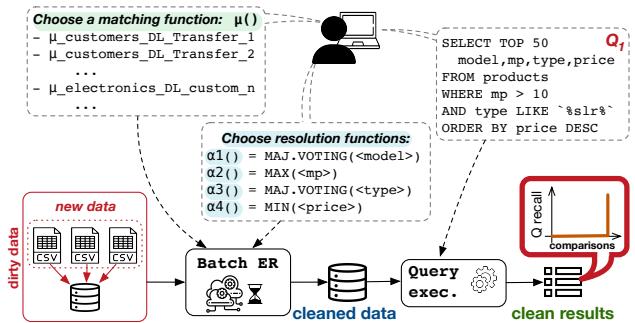 Choose a matching function: μ()
– μ_customers_DL_Transfer_1
– μ_customers_DL_Transfer_2
...
– μ_electronics_DL_custom_n
...
SELECT TOP 50
Q1
model,mp,type,price
FROM products
WHERE mp > 10
AND type LIKE `%slr%`
ORDER BY price DESC
Choose resolution functions:
α1() = MAJ.VOTING(<model>)
α2() = MAX(<mp>)
α3() = MAJ.VOTING(<type>)
α4() = MIN(<price>)
dirty data
new data
CSV
CSV
CSV
Batch ER
cleaned data
Query
exec.
Q recall
comparisons
clean results